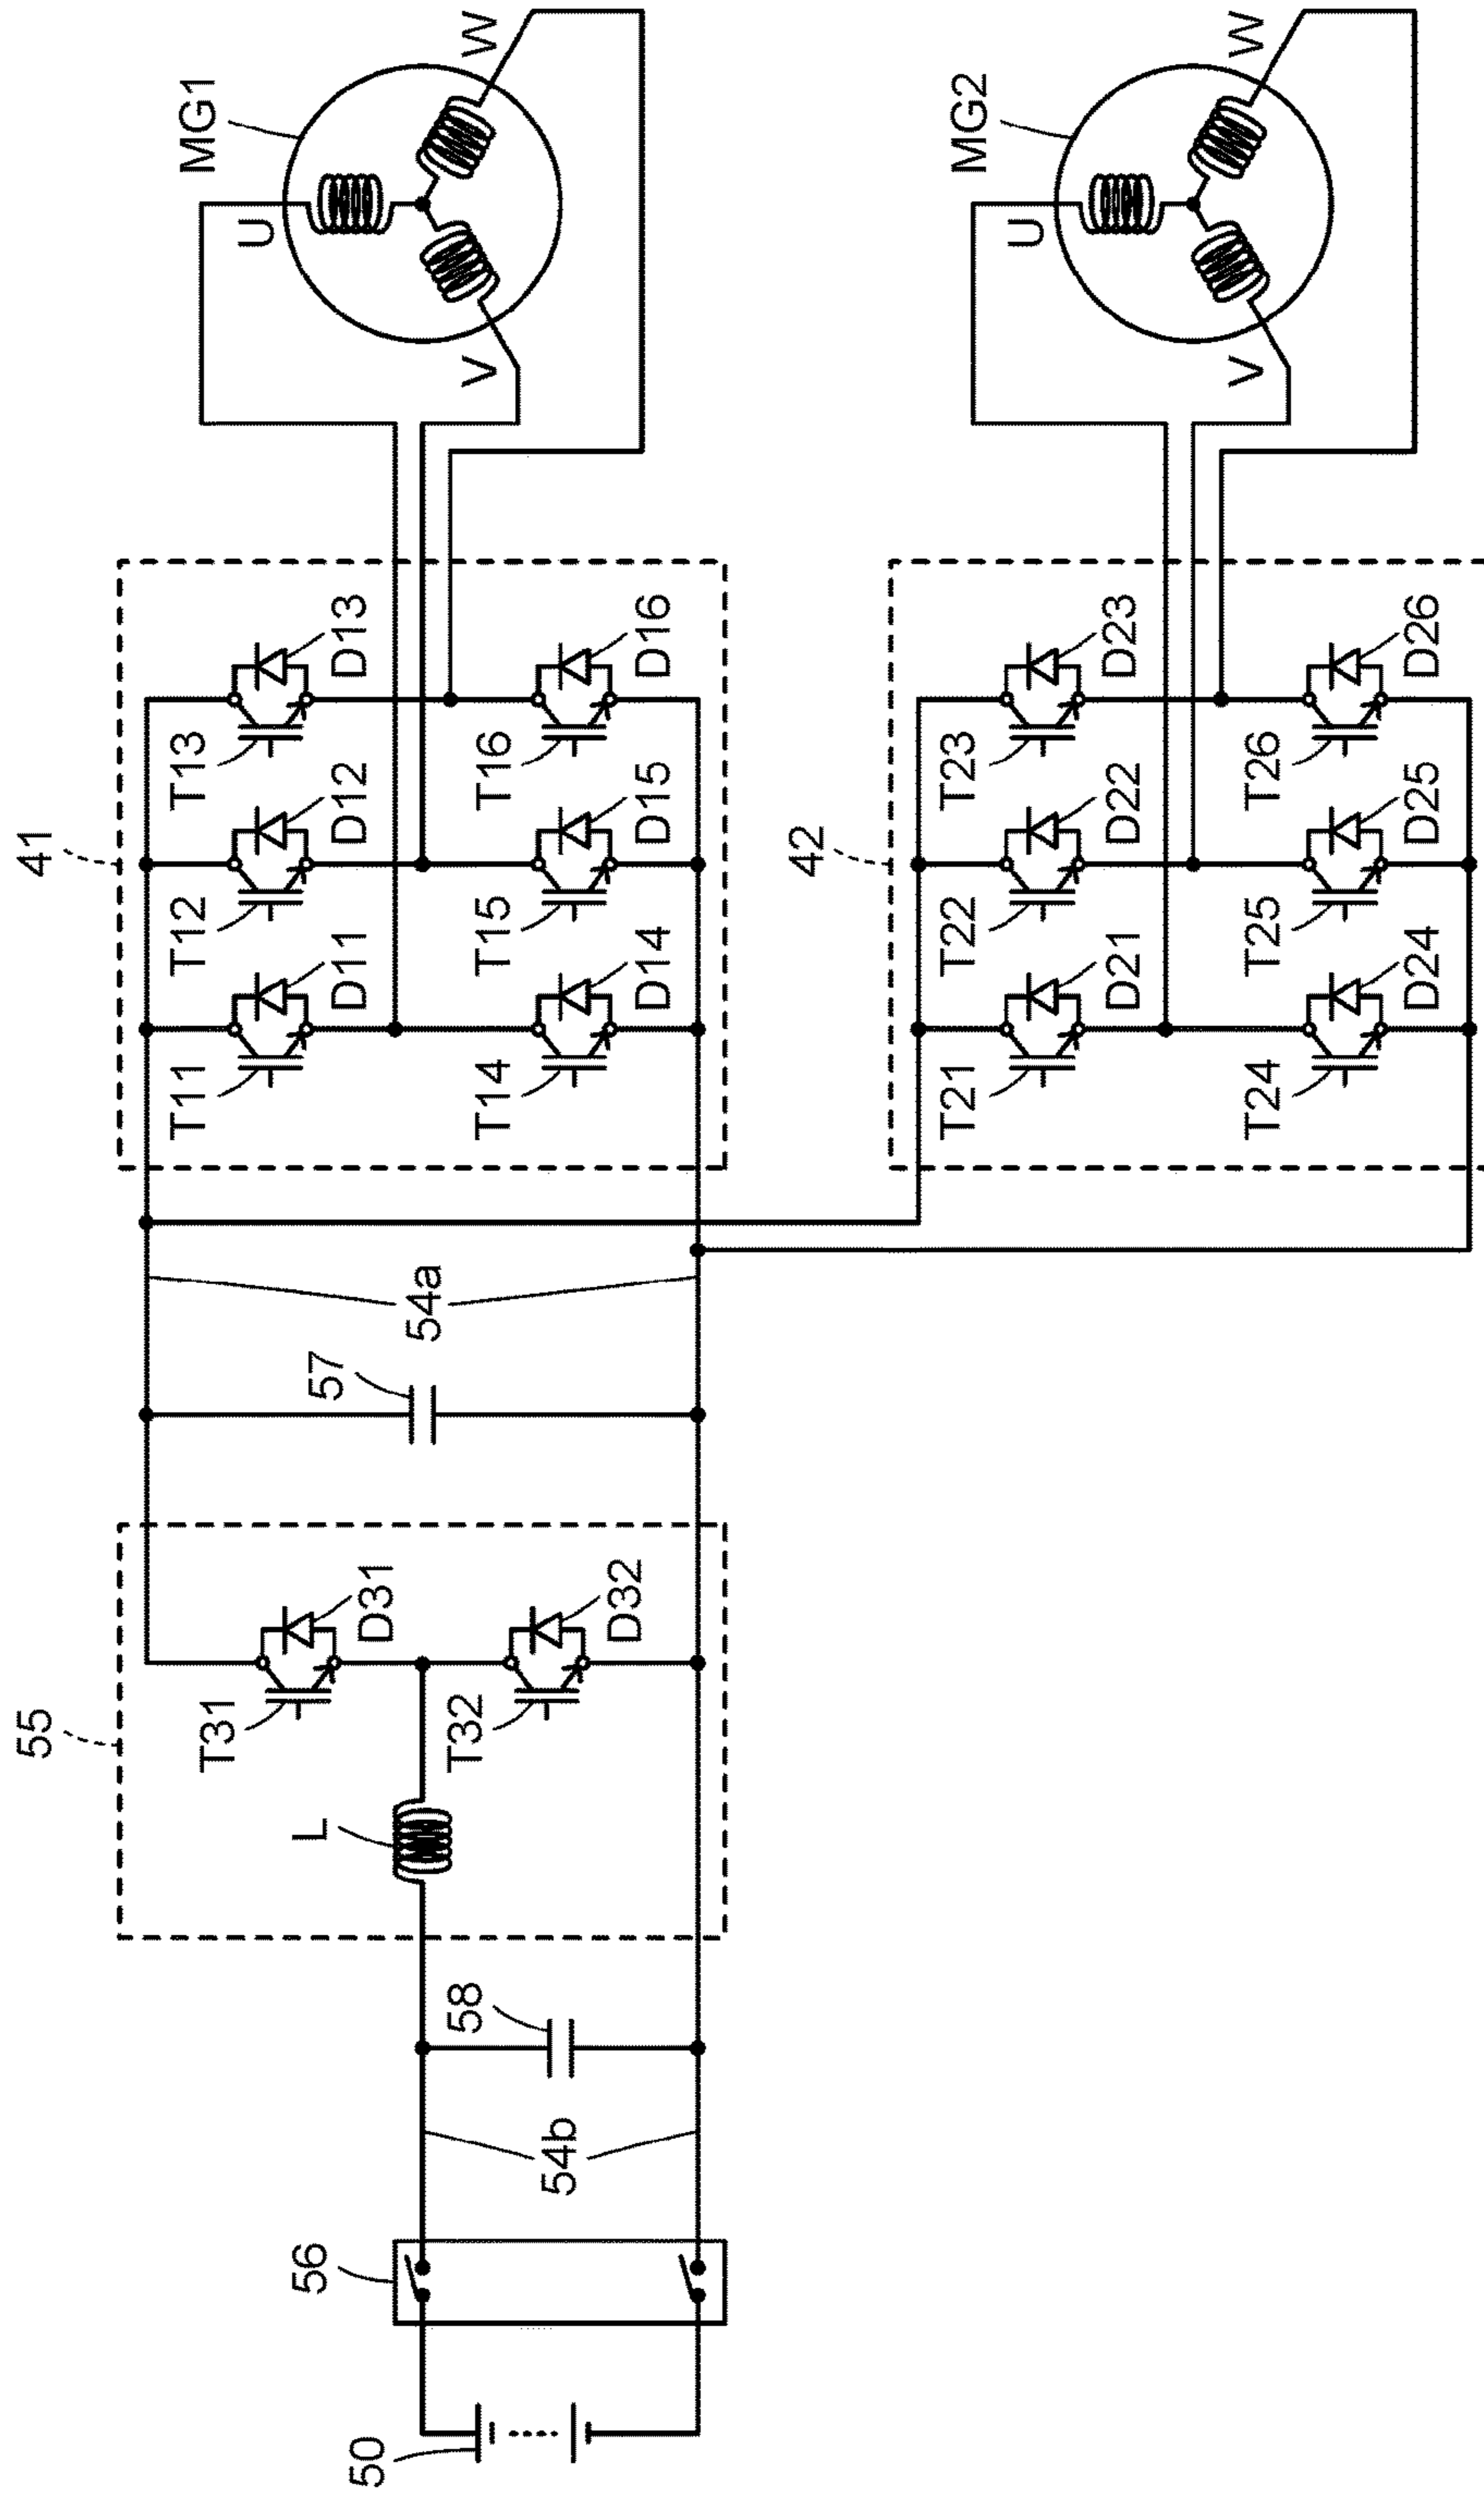 MG1
U
V
W
41
T11
D11
T12
D12
T13
D13
T14
D14
T15
D15
T16
D16
MG2
U
V
W
42
T21
D21
T22
D22
T23
D23
T24
D24
T25
D25
T26
D26
54a
57
55
T31
D31
T32
D32
L
58
54b
56
50